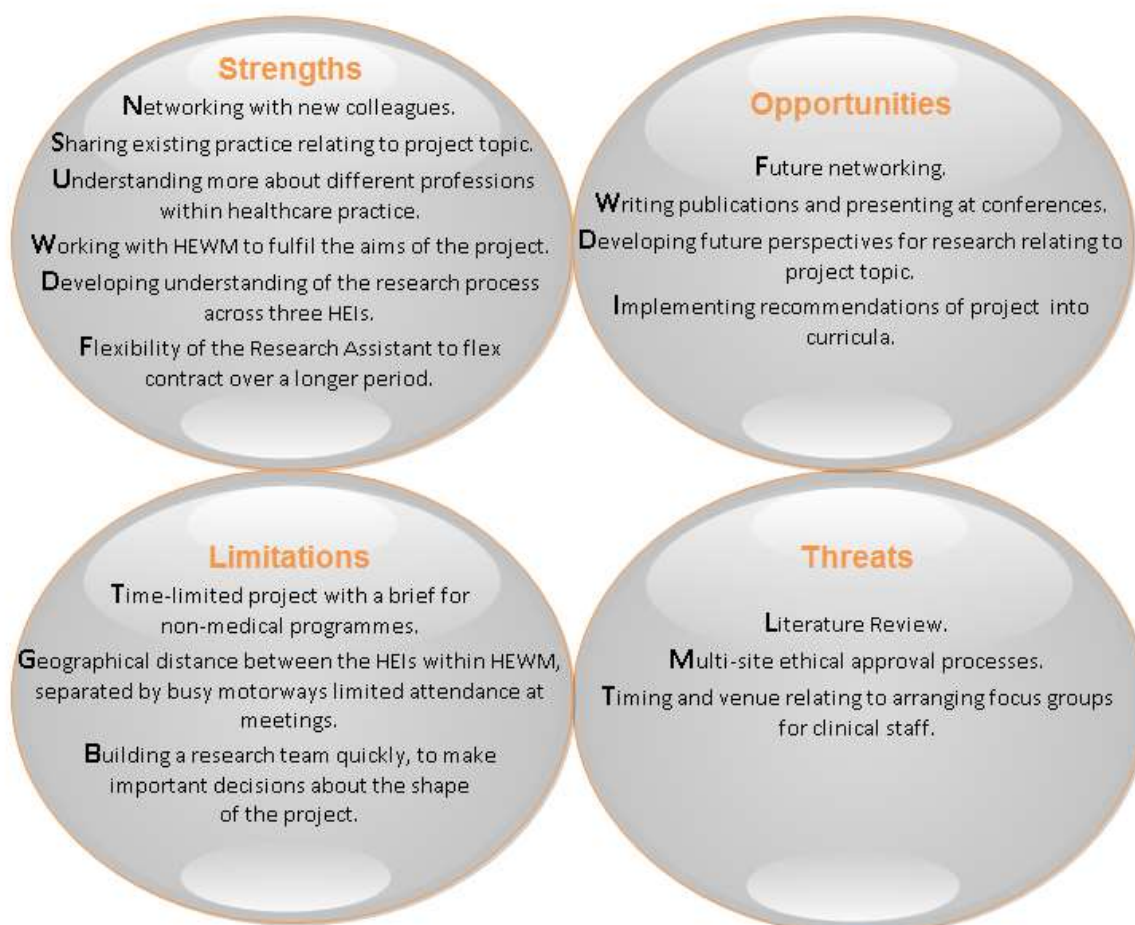 Strengths
Networking with new colleagues.
Sharing existing practice relating to project topic.
Understanding more about different professions
within healthcare practice.
Working with HEWM to fulfil the aims of the project.
Developing understanding of the research process
across three HEIs.
Flexibility of the Research Assistant to flex
contract over a longer period.
Opportunities
Future networking.
Writing publications and presenting at conferences.
Developing future perspectives for research relating to
project topic.
Implementing recommendations of project into
curricula.
Limitations
Time-limited project with a brief for
non-medical programmes.
Geographical distance between the HEIs within HEWM,
separated by busy motorways limited attendance at
meetings.
Building a research team quickly, to make
important decisions about the shape
of the project.
Threats
Literature Review.
Multi-site ethical approval processes.
Timing and venue relating to arranging focus groups
for clinical staff.